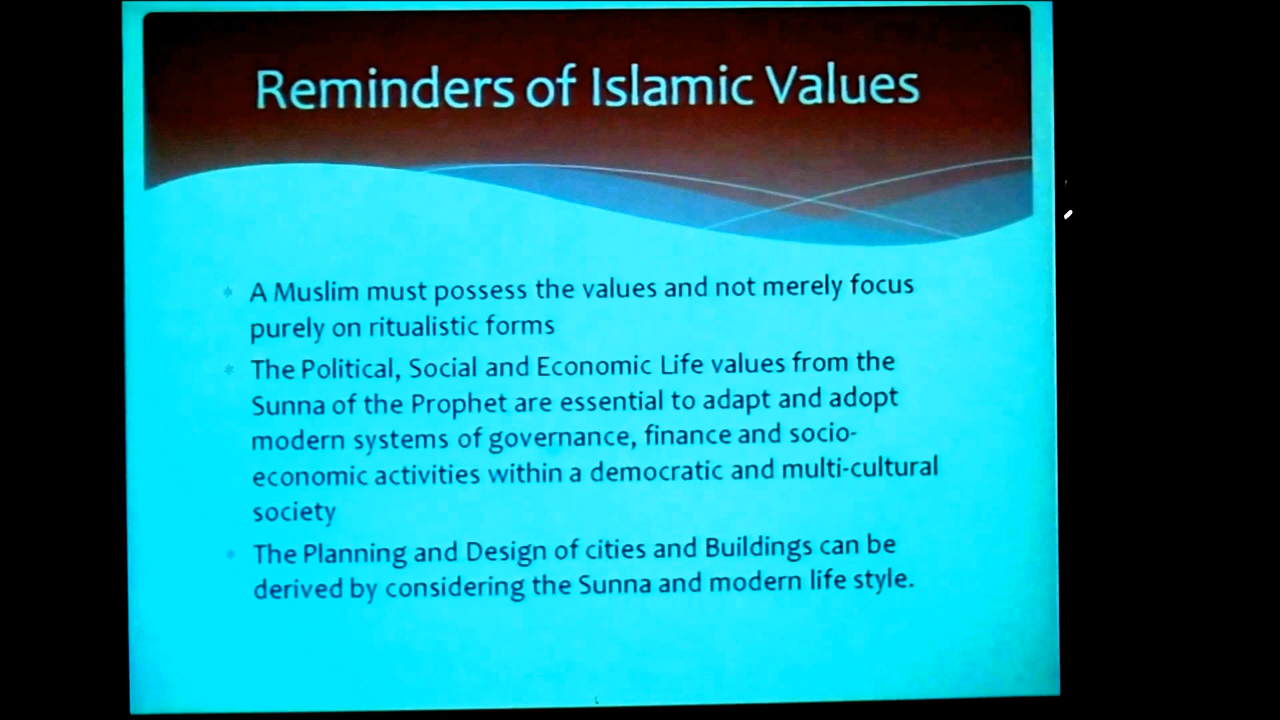 Reminders of Islamic Values
* A Muslim must possess the values and not merely focus
purely on ritualistic forms
* The Political, Social and Economic Life values from the
Sunna of the Prophet are essential to adapt and adopt
modern systems of governance, finance and socio-
economic activities within a democratic and multi-cultural
society
* The Planning and Design of cities and Buildings can be
derived by considering the Sunna and modern life style.